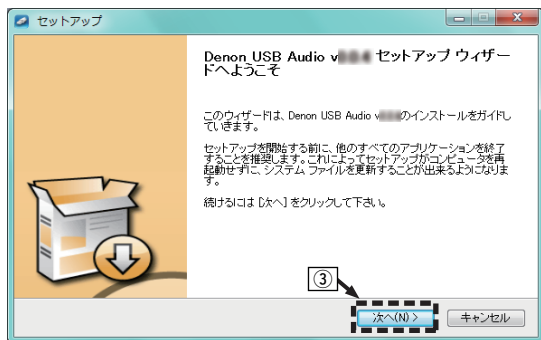 セットアップ
Denon USB Audio v セットアップ ウィザー
ドへようこそ
このウィザードは、Denon USB Audio v のインストールをガイドし
ていきます。
セットアップを開始する前に、他のすべてのアプリケーションを終了
することを推奨します。これによってセットアップがコンピュータを再
起動せずに、システム ファイルを更新することが出来るようになりま
す。
続けるには [次へ] をクリックして下さい。
③
次へ(N) >
キャンセル